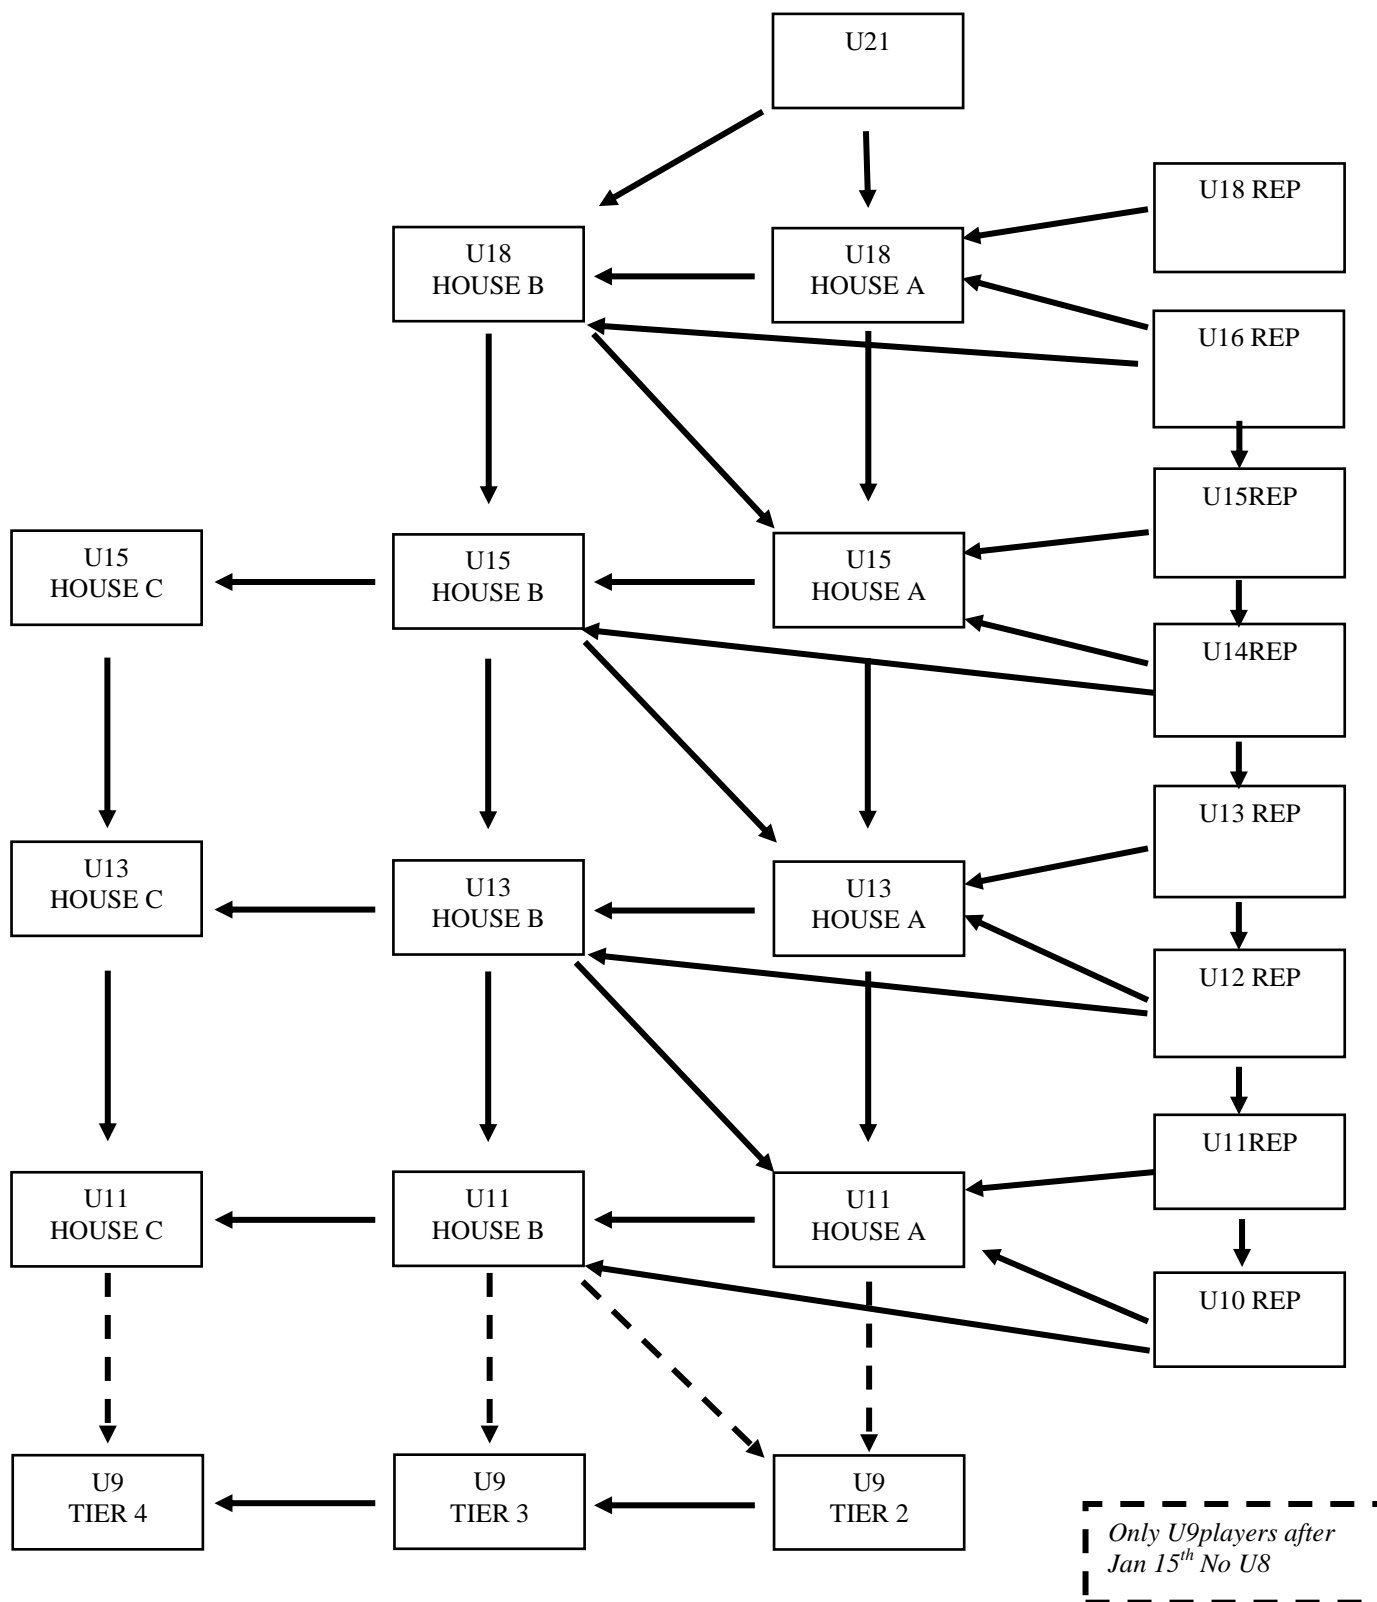 U21
U18 REP
U18
HOUSE B
U18
HOUSE A
U16 REP
U15REP
U15
HOUSE C
U15
HOUSE B
U15
HOUSE A
U14REP
U13 REP
U13
HOUSE C
U13
HOUSE B
U13
HOUSE A
U12 REP
U11REP
U11
HOUSE C
U11
HOUSE B
U11
HOUSE A
U10 REP
U9
TIER 4
U9
TIER 3
U9
TIER 2
Only U9players after
Jan 15th No U8